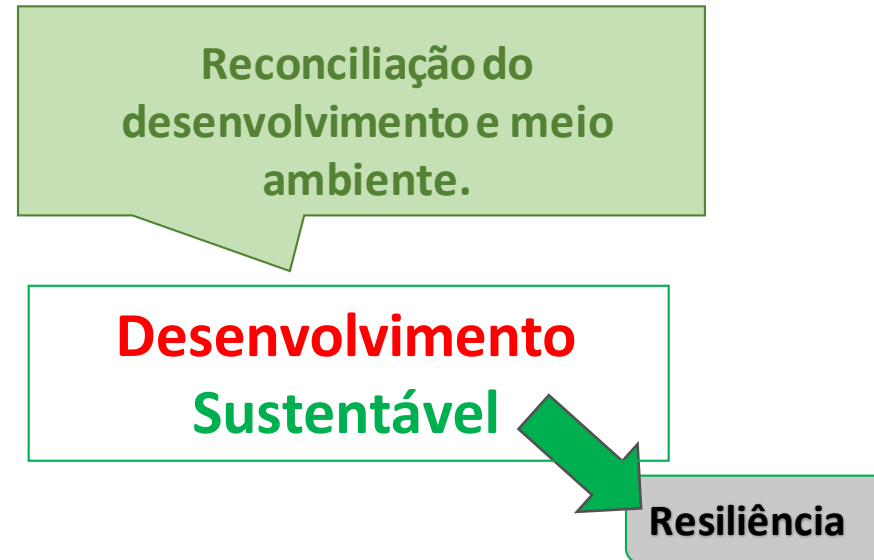 Reconciliação do
desenvolvimento e meio
ambiente.
Desenvolvimento
Sustentável
Resiliência